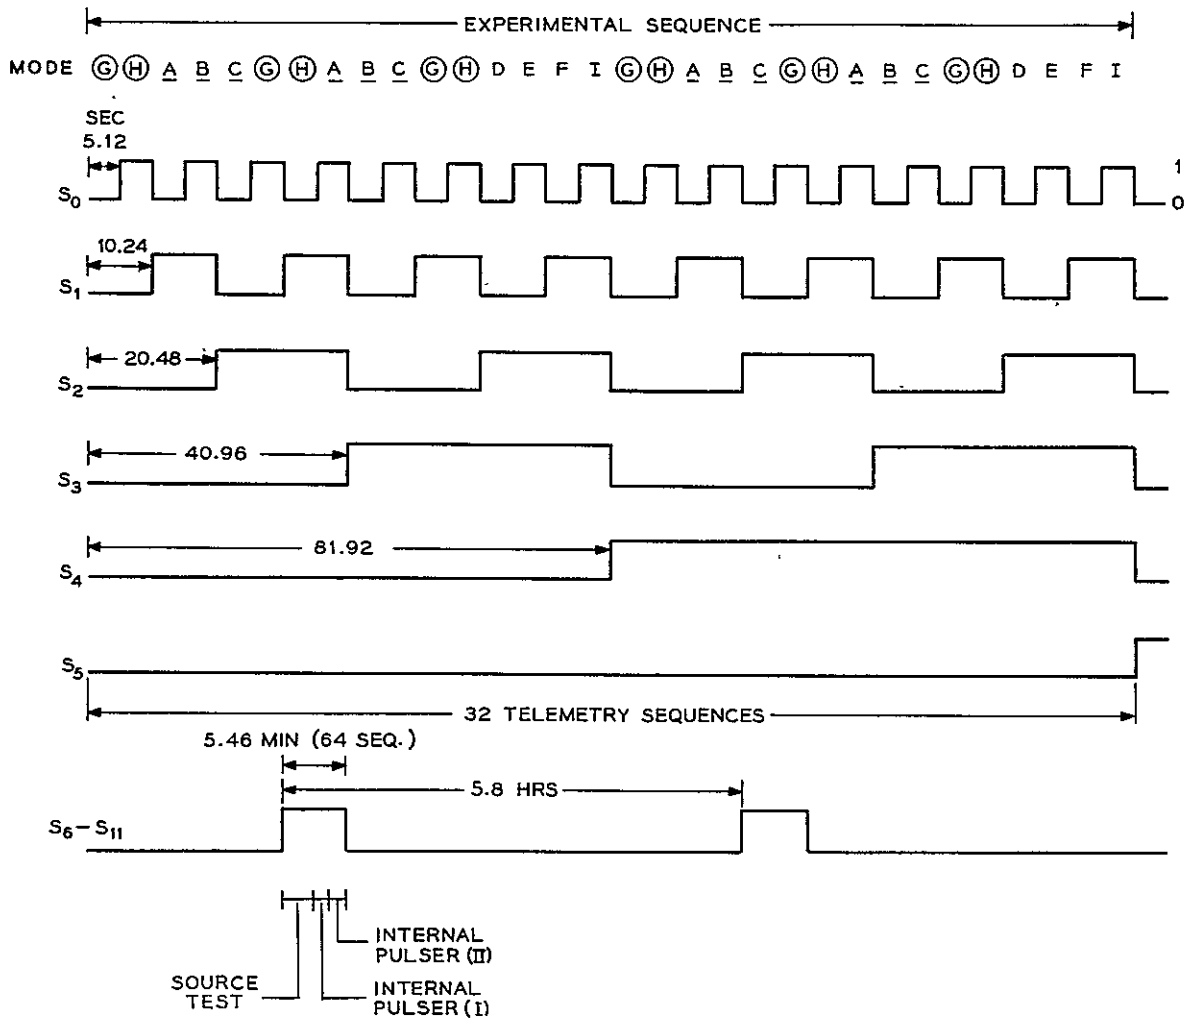 EXPERIMENTAL SEQUENCE
MODE G H A B C G H A B C G H D E F I G H A B C G H A B C G H D E F I
SEC
5.12
S0
1
0
10.24
S1
20.48
S2
40.96
S3
81.92
S4
S5
32 TELEMETRY SEQUENCES
5.46 MIN (64 SEQ.)
5.8 HRS
S6-S11
INTERNAL
PULSER (II)
SOURCE
TEST
INTERNAL
PULSER (I)